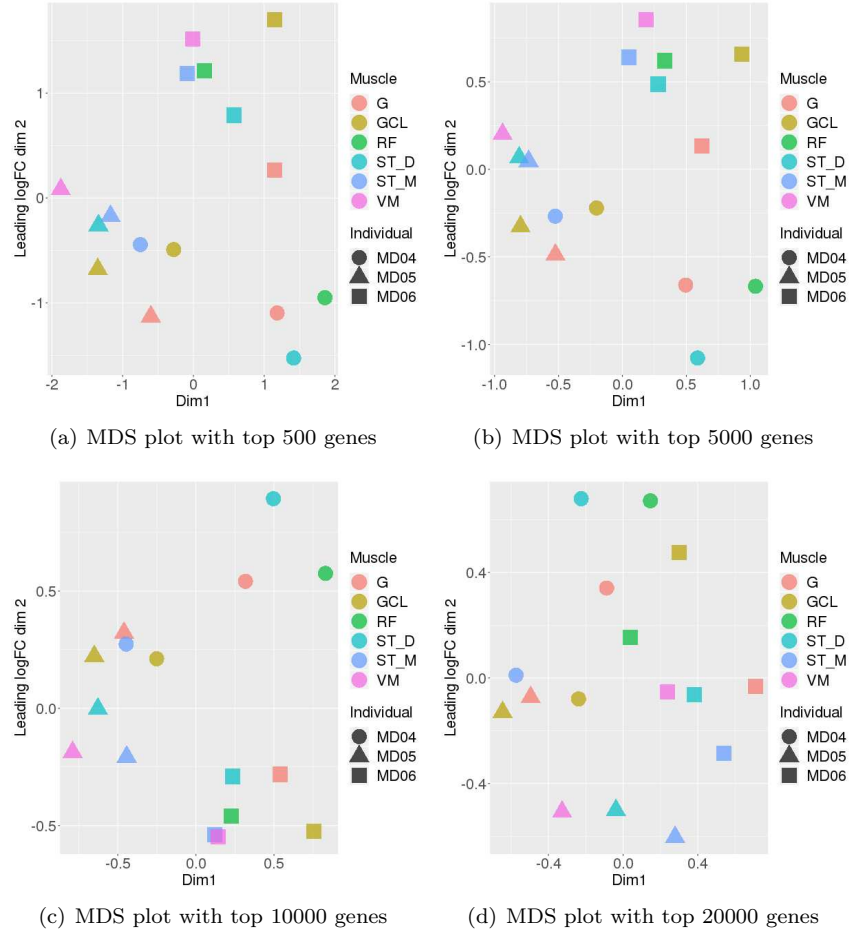 1
0
-1
-2
-1
0
1
2
Leading logFC dim 2
Dim1
Muscle
G
GCL
RF
ST_D
ST_M
VM
Individual
MD04
MD05
MD06
(a) MDS plot with top 500 genes
0.5
0.0
-0.5
-1.0
-1.0
-0.5
0.0
0.5
1.0
Leading logFC dim 2
Dim1
Muscle
G
GCL
RF
ST_D
ST_M
VM
Individual
MD04
MD05
MD06
(b) MDS plot with top 5000 genes
0.5
0.0
-0.5
-0.5
0.0
0.5
Leading logFC dim 2
Dim1
Muscle
G
GCL
RF
ST_D
ST_M
VM
Individual
MD04
MD05
MD06
(c) MDS plot with top 10000 genes
0.4
0.0
-0.4
-0.4
0.0
0.4
Leading logFC dim 2
Dim1
Muscle
G
GCL
RF
ST_D
ST_M
VM
Individual
MD04
MD05
MD06
(d) MDS plot with top 20000 genes